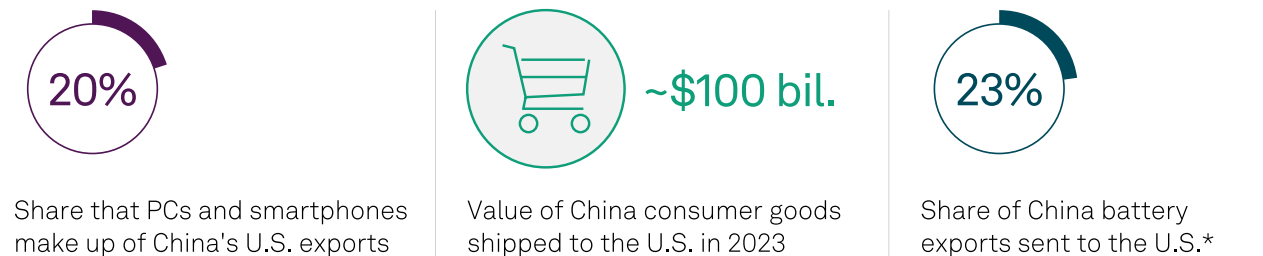 20%
Share that PCs and smartphones
make up of China's U.S. exports
~$100 bil.
Value of China consumer goods
shipped to the U.S. in 2023
23%
Share of China battery
exports sent to the U.S.*